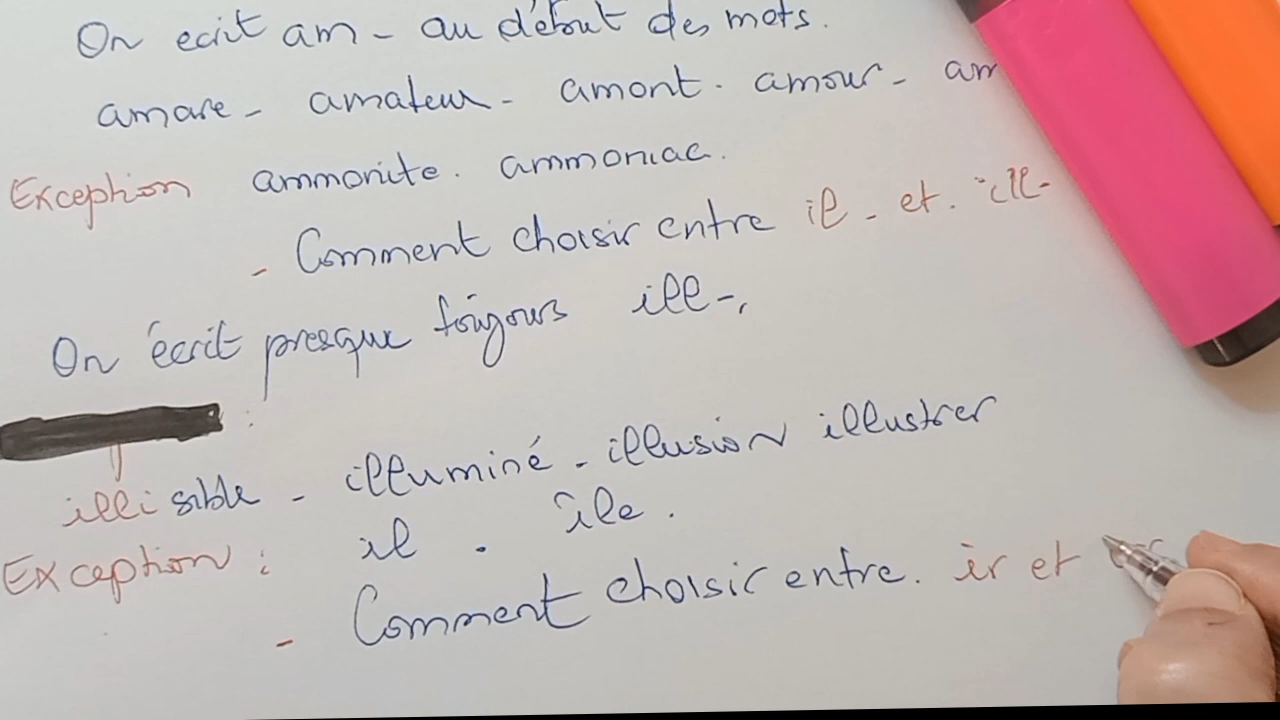 On ecrit am - au début des mots.
amare - amateur - amont. amour - am
Exception ammonite. ammoniac.
- Comment choisir entre il - et. ill-
On écrit presque toujours ill-.
:
illisible - illuminé - illusion illustrer
Exception : il . île.
- Comment choisir entre. ir et